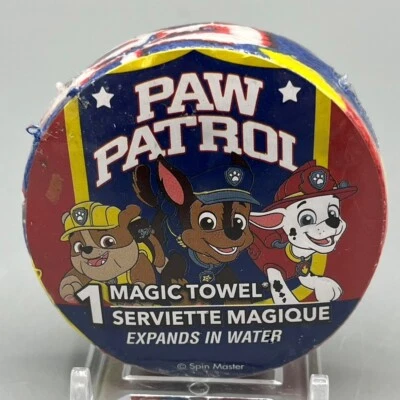 PAW
PATROL
1 MAGIC TOWEL*
SERVIETTE MAGIQUE
EXPANDS IN WATER
© Spin Master